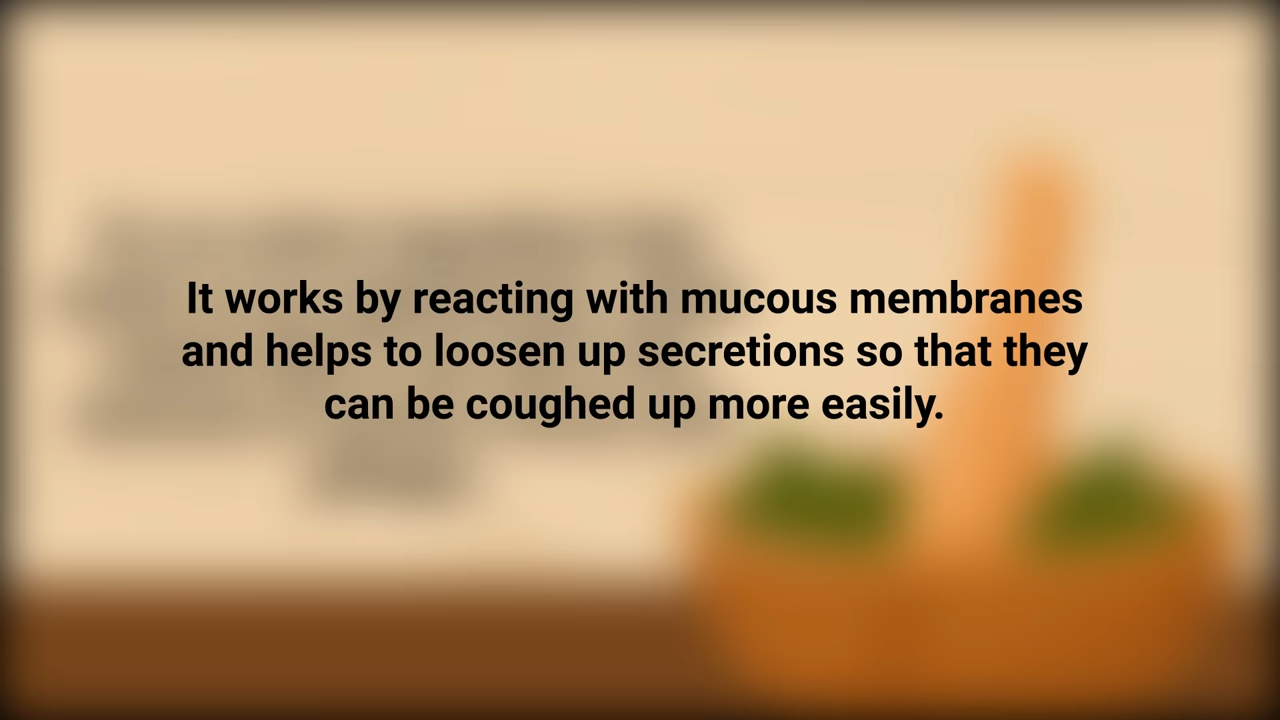 It works by reacting with mucous membranes
and helps to loosen up secretions so that they
can be coughed up more easily.